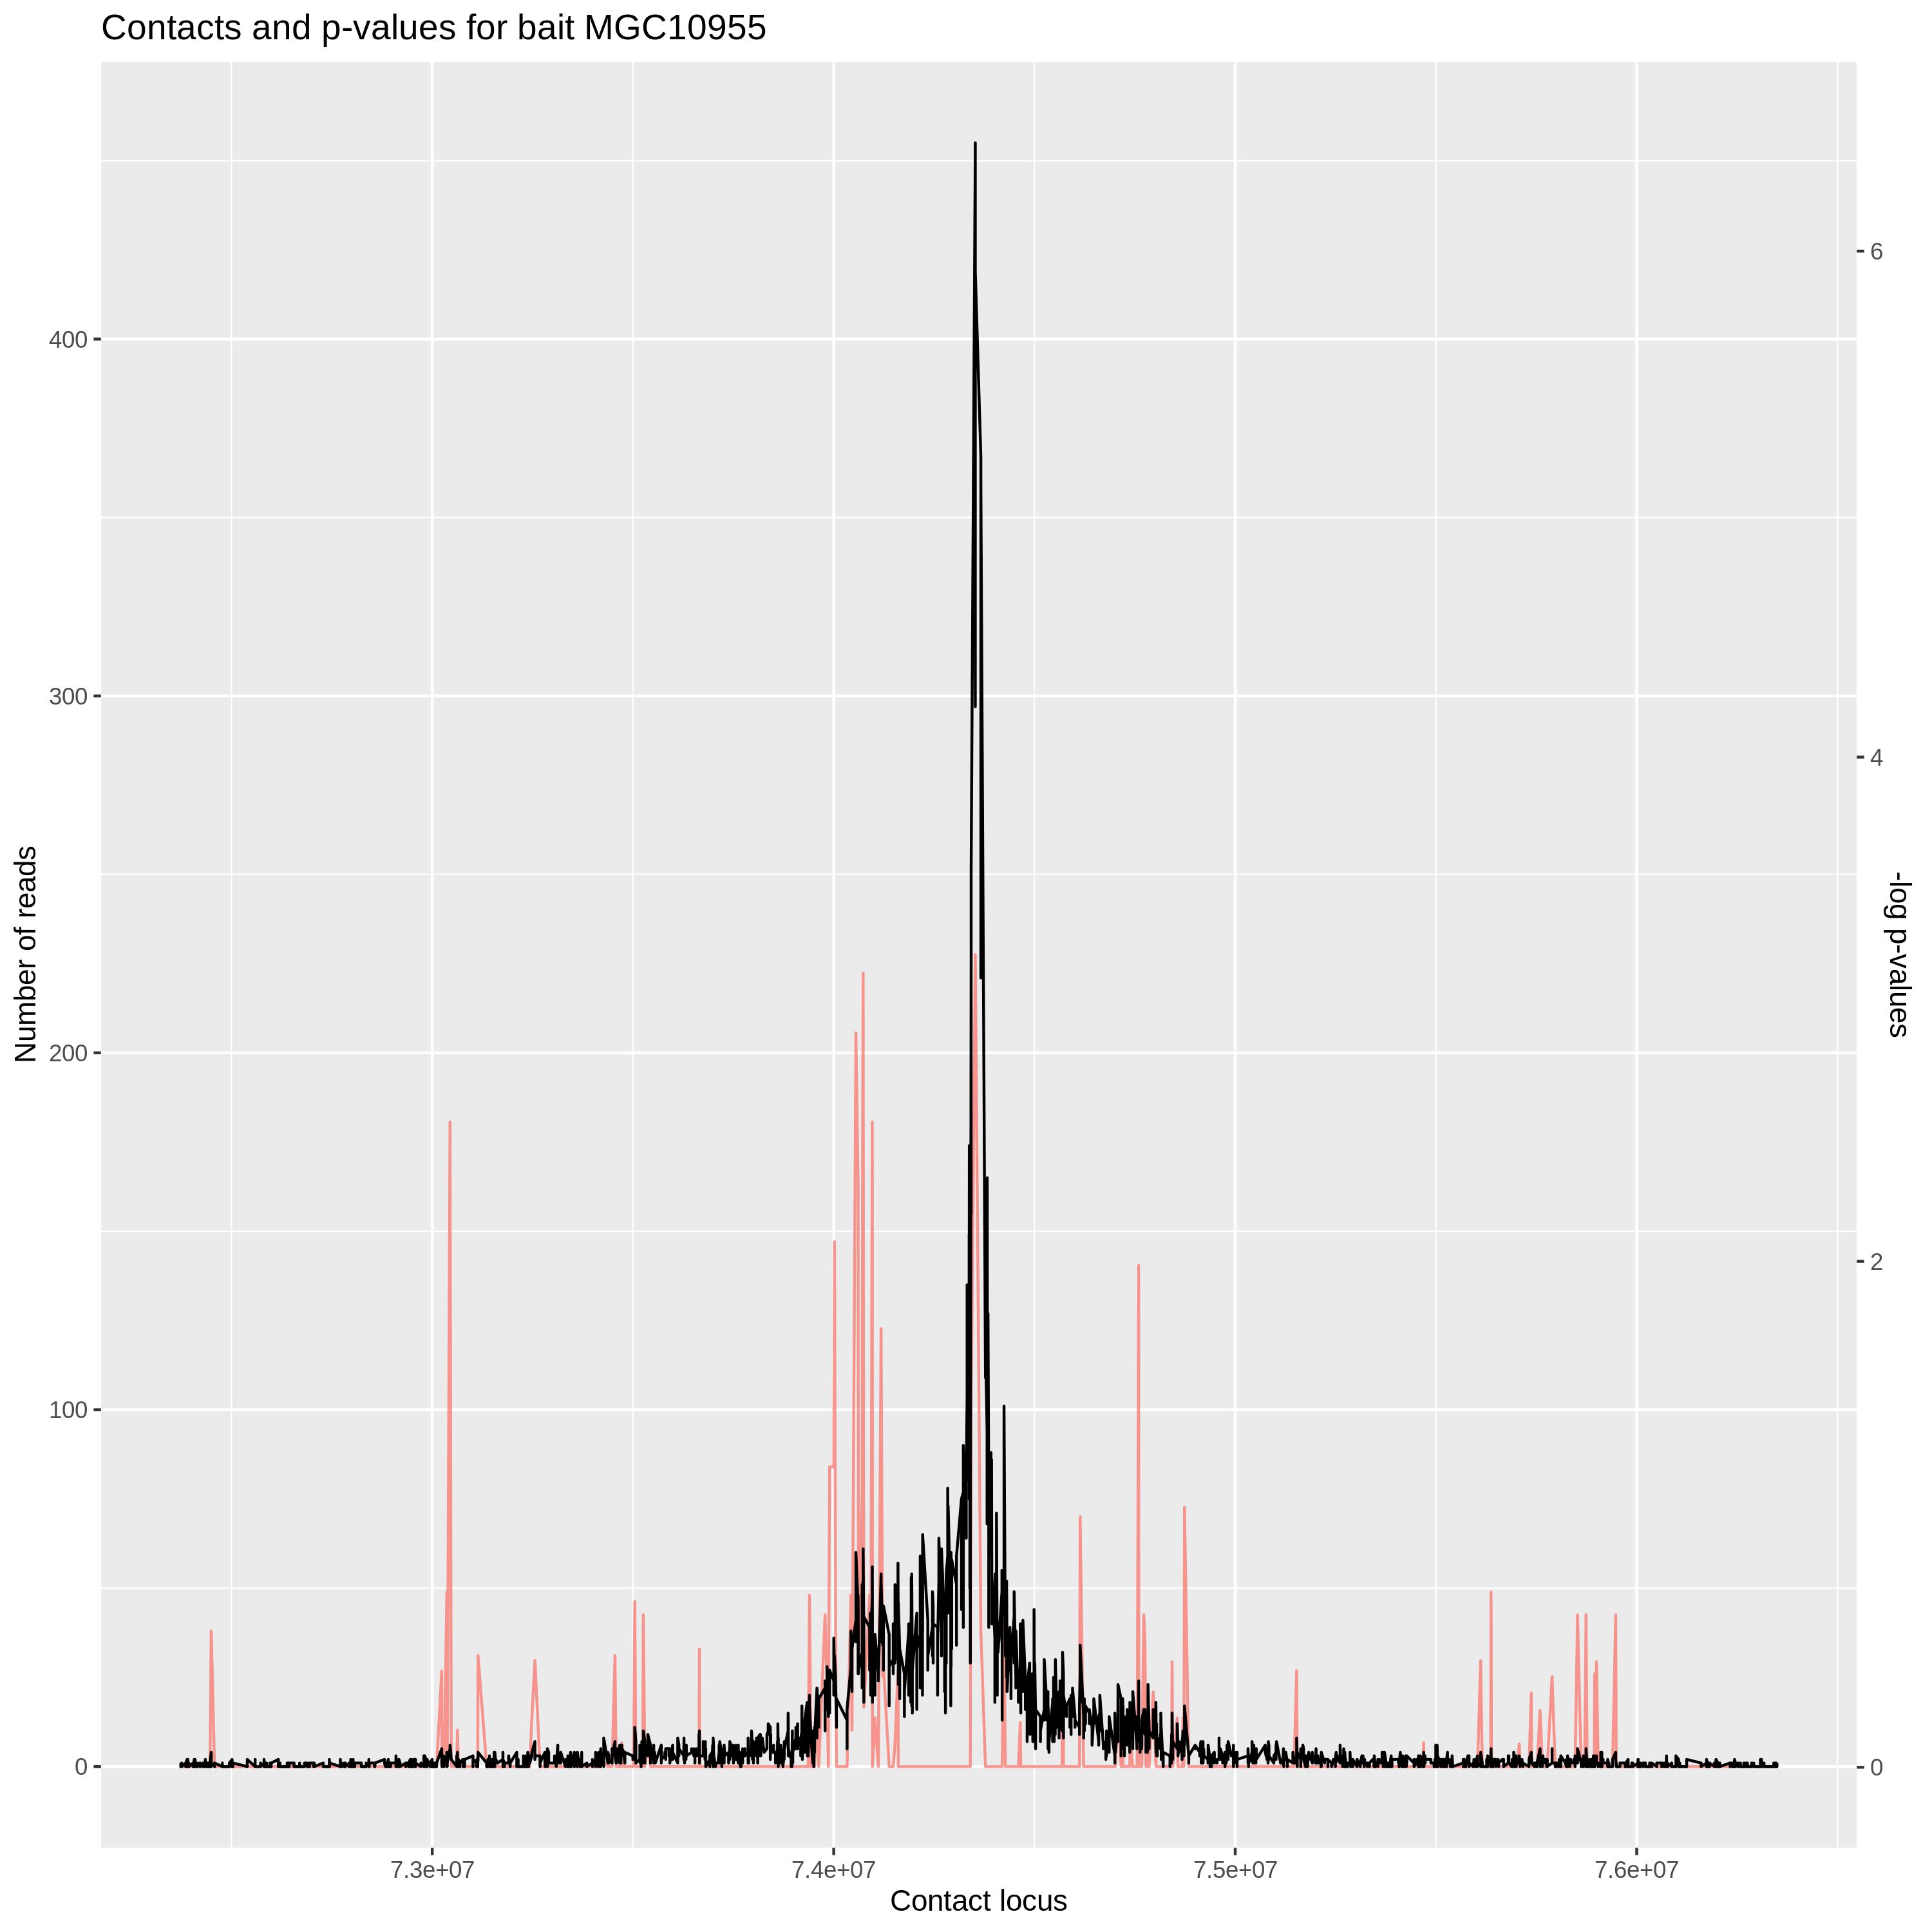 Contacts and p-values for bait MGC10955
Number of reads
400
300
200
100
0
6
4
2
0
-log p-values
7.3e+07
7.4e+07
7.5e+07
7.6e+07
Contact locus